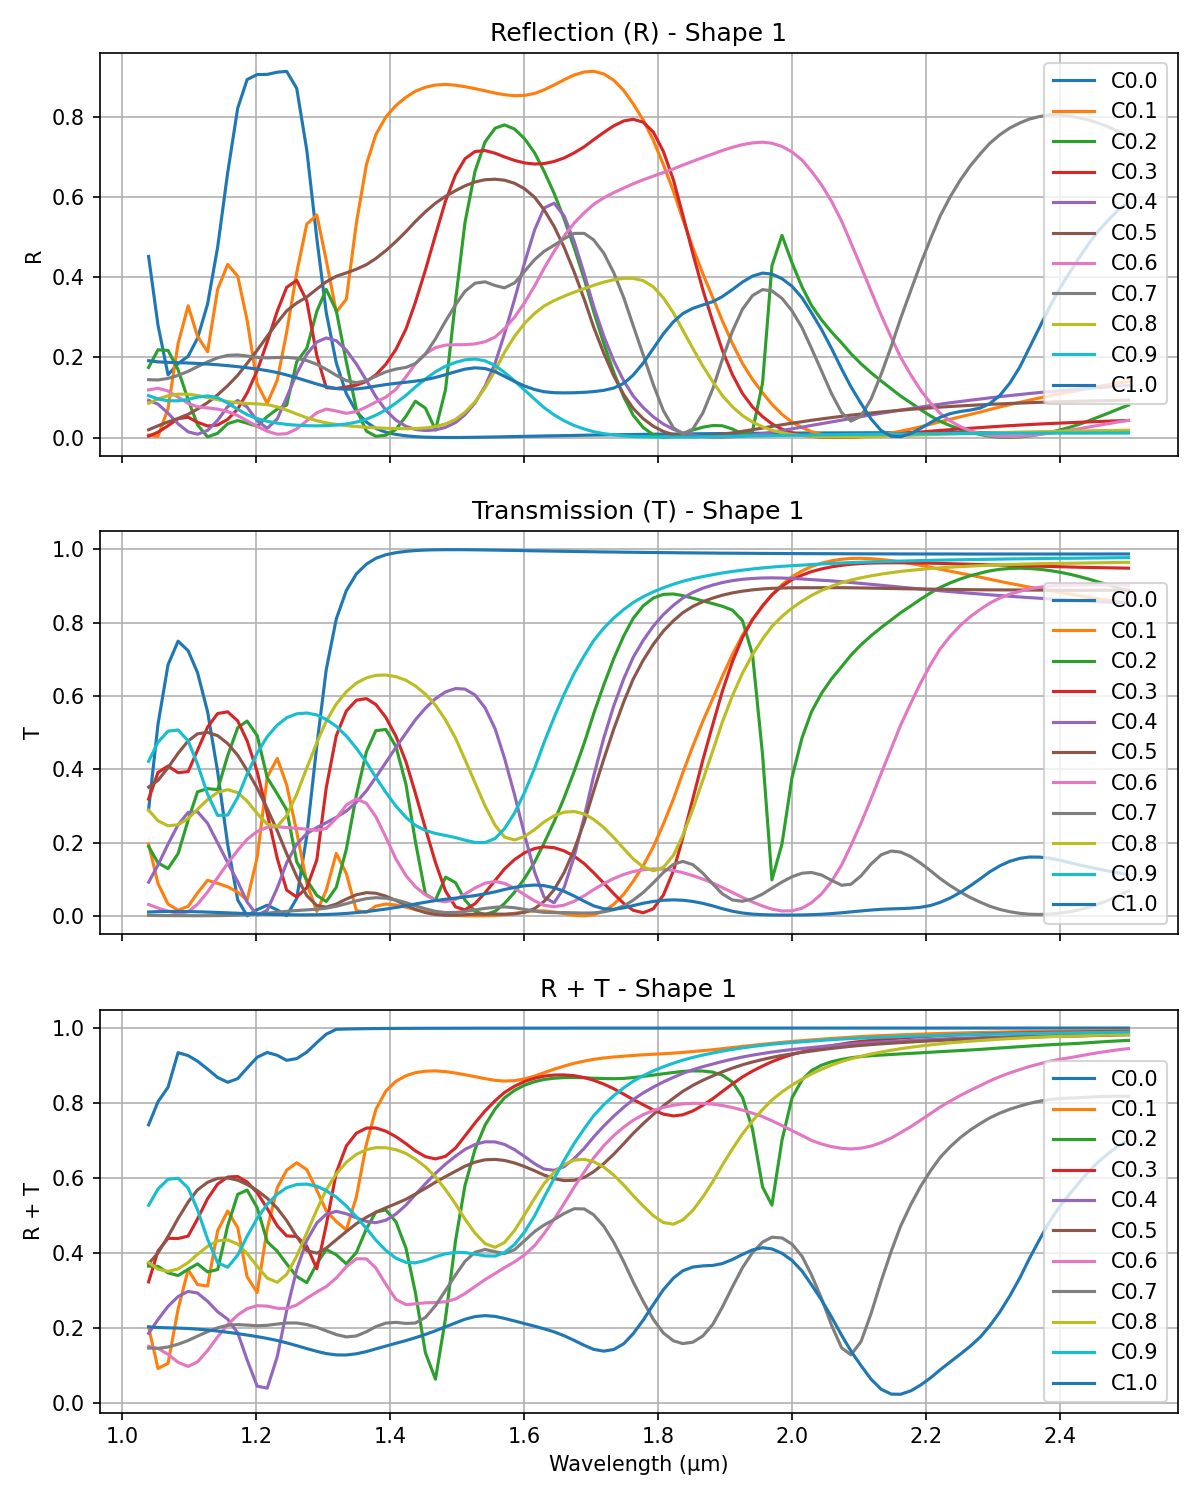 Reflection (R) - Shape 1
R
0.8
0.6
0.4
0.2
0.0
C0.0
C0.1
C0.2
C0.3
C0.4
C0.5
C0.6
C0.7
C0.8
C0.9
C1.0
Transmission (T) - Shape 1
T
1.0
0.8
0.6
0.4
0.2
0.0
C0.0
C0.1
C0.2
C0.3
C0.4
C0.5
C0.6
C0.7
C0.8
C0.9
C1.0
R + T - Shape 1
R + T
1.0
0.8
0.6
0.4
0.2
0.0
C0.0
C0.1
C0.2
C0.3
C0.4
C0.5
C0.6
C0.7
C0.8
C0.9
C1.0
1.0 1.2 1.4 1.6 1.8 2.0 2.2 2.4
Wavelength (µm)